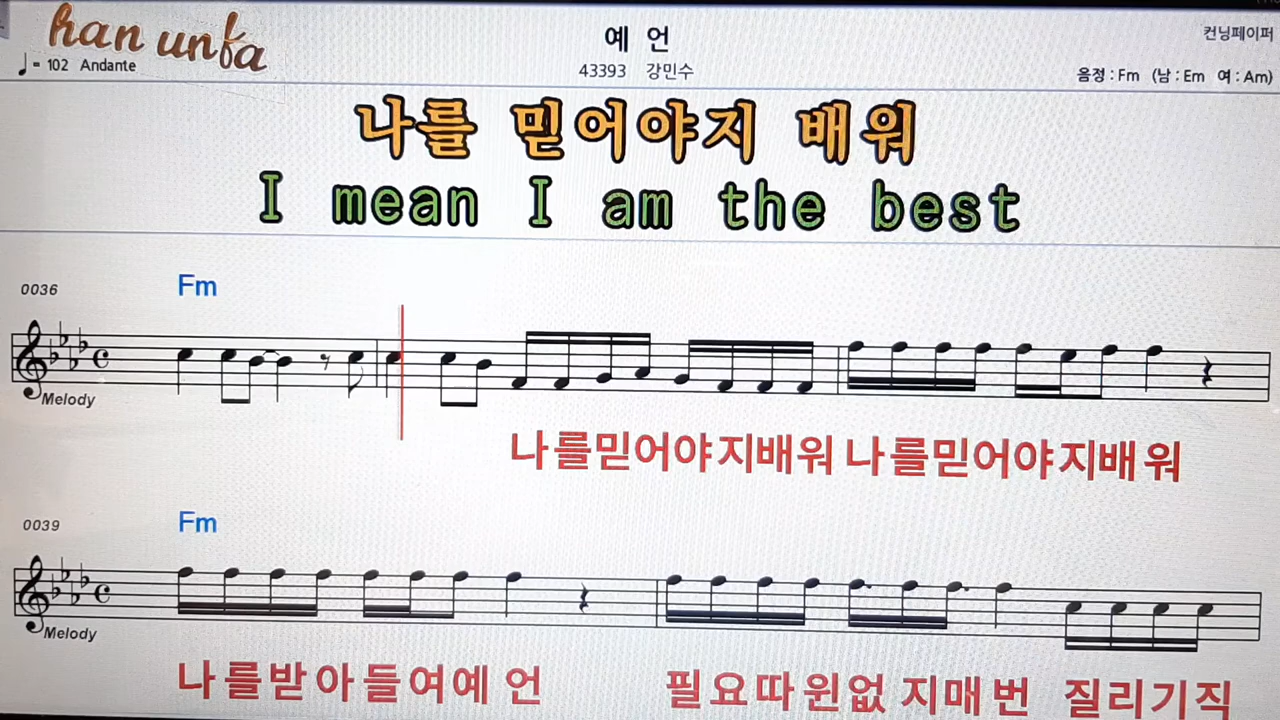 han unfa
예 언
컨닝페이퍼
♩= 102 Andante
43393 강민수
음정 : Fm (남 : Em 여 : Am)
나를 믿어야지 배워
I mean I am the best
0036 Fm
Melody
나를믿어야지배워 나를믿어야지배워
0039 Fm
Melody
나를받아들여예언 필요따윈없지매번 질리기직